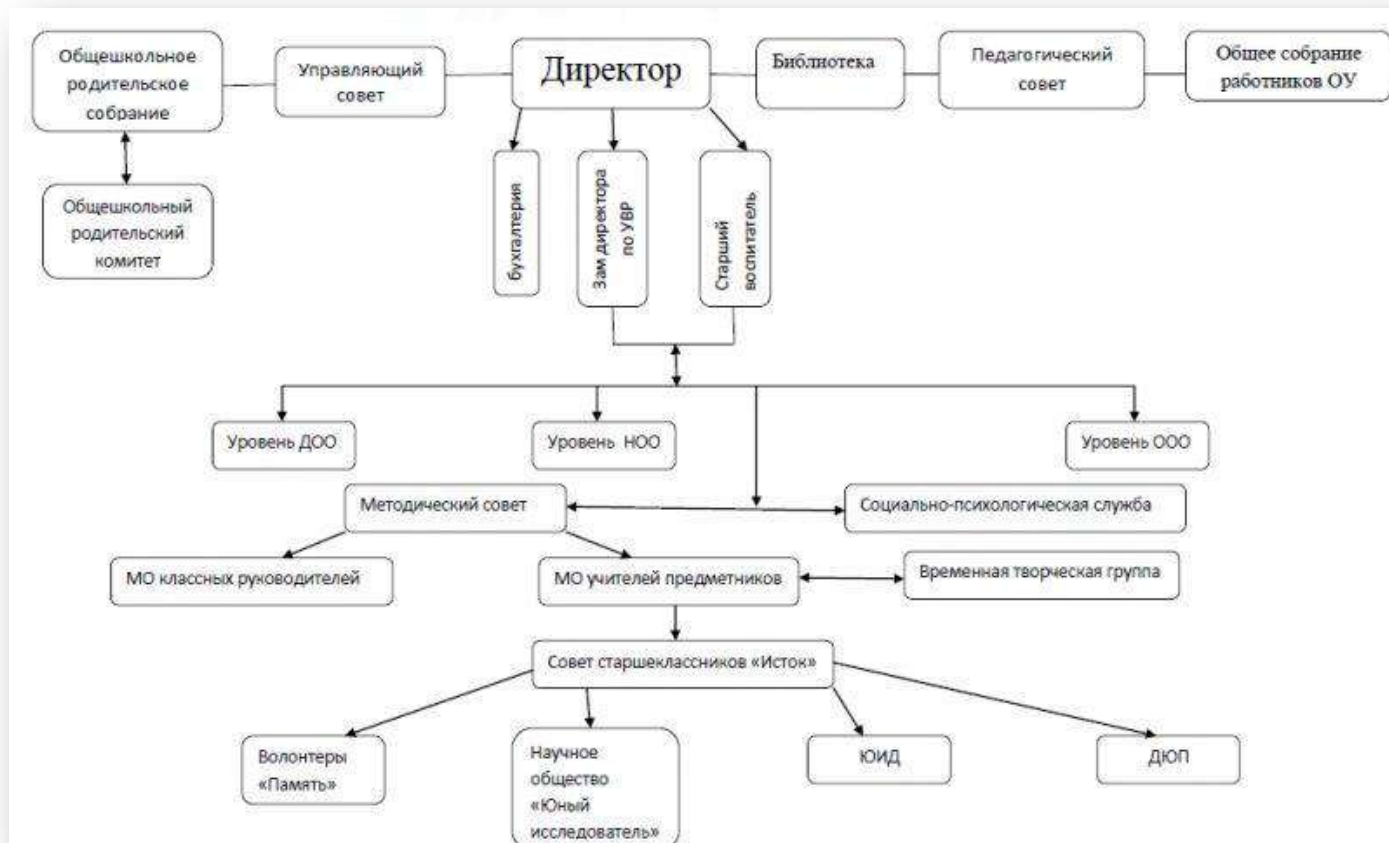 Общешкольное
родительское
собрание
Управляющий
совет
Директор
Библиотека
Педагогический
совет
Общее собрание
работников ОУ
Общешкольный
родительский
комитет
бухгалтерия
Зам директора
по УВР
Старший
воспитатель
Уровень ДОО
Уровень НОО
Уровень ООО
Методический совет
Социально-психологическая служба
МО классных руководителей
МО учителей предметников
Временная творческая группа
Совет старшеклассников «Исток»
Волонтеры
«Память»
Научное
общество
«Юный
исследователь»
ЮИД
ДЮП